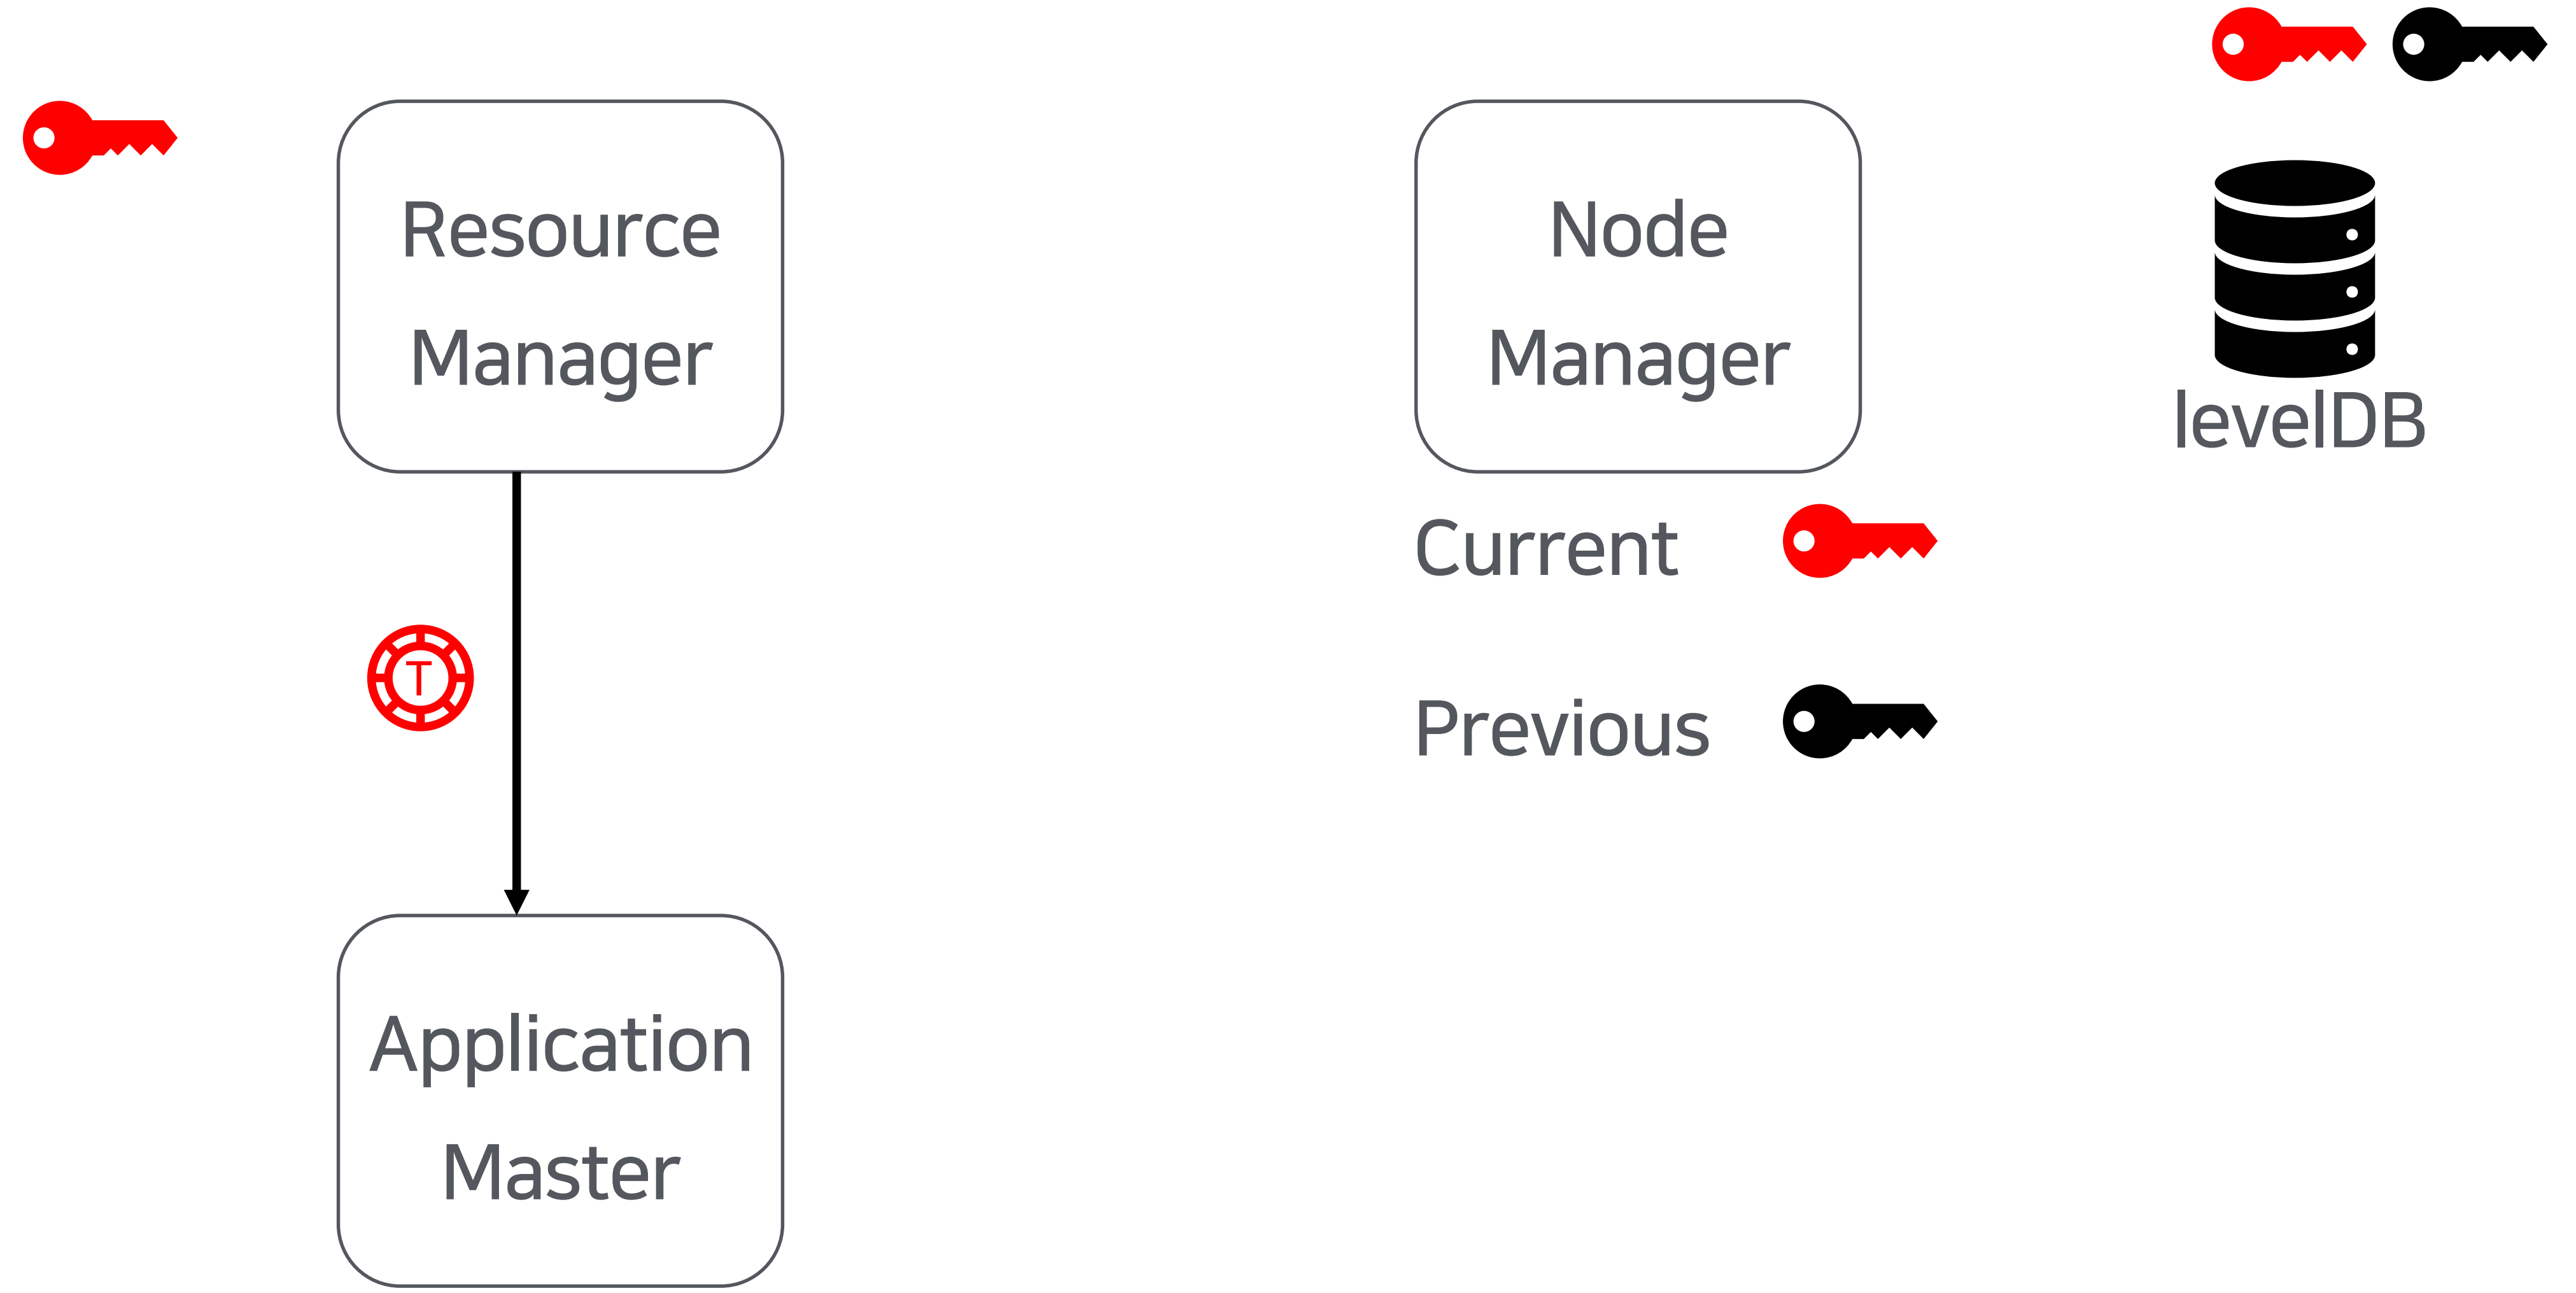 Resource
Manager
Node
Manager
levelDB
Current
Previous
T
Application
Master